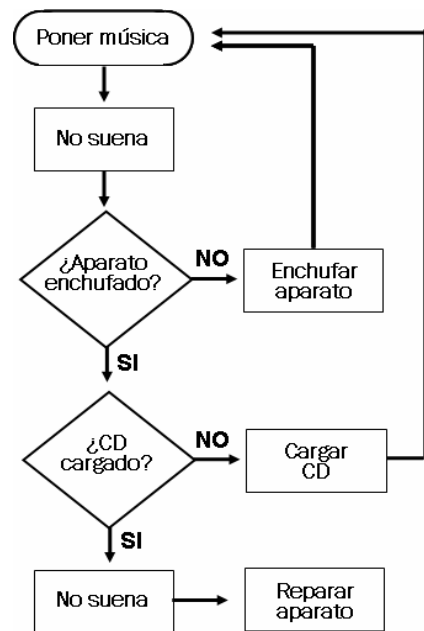 Poner música
No suena
¿Aparato
enchufado?
NO
Enchufar
aparato
SI
¿CD
cargado?
NO
Cargar
CD
SI
No suena
Reparar
aparato